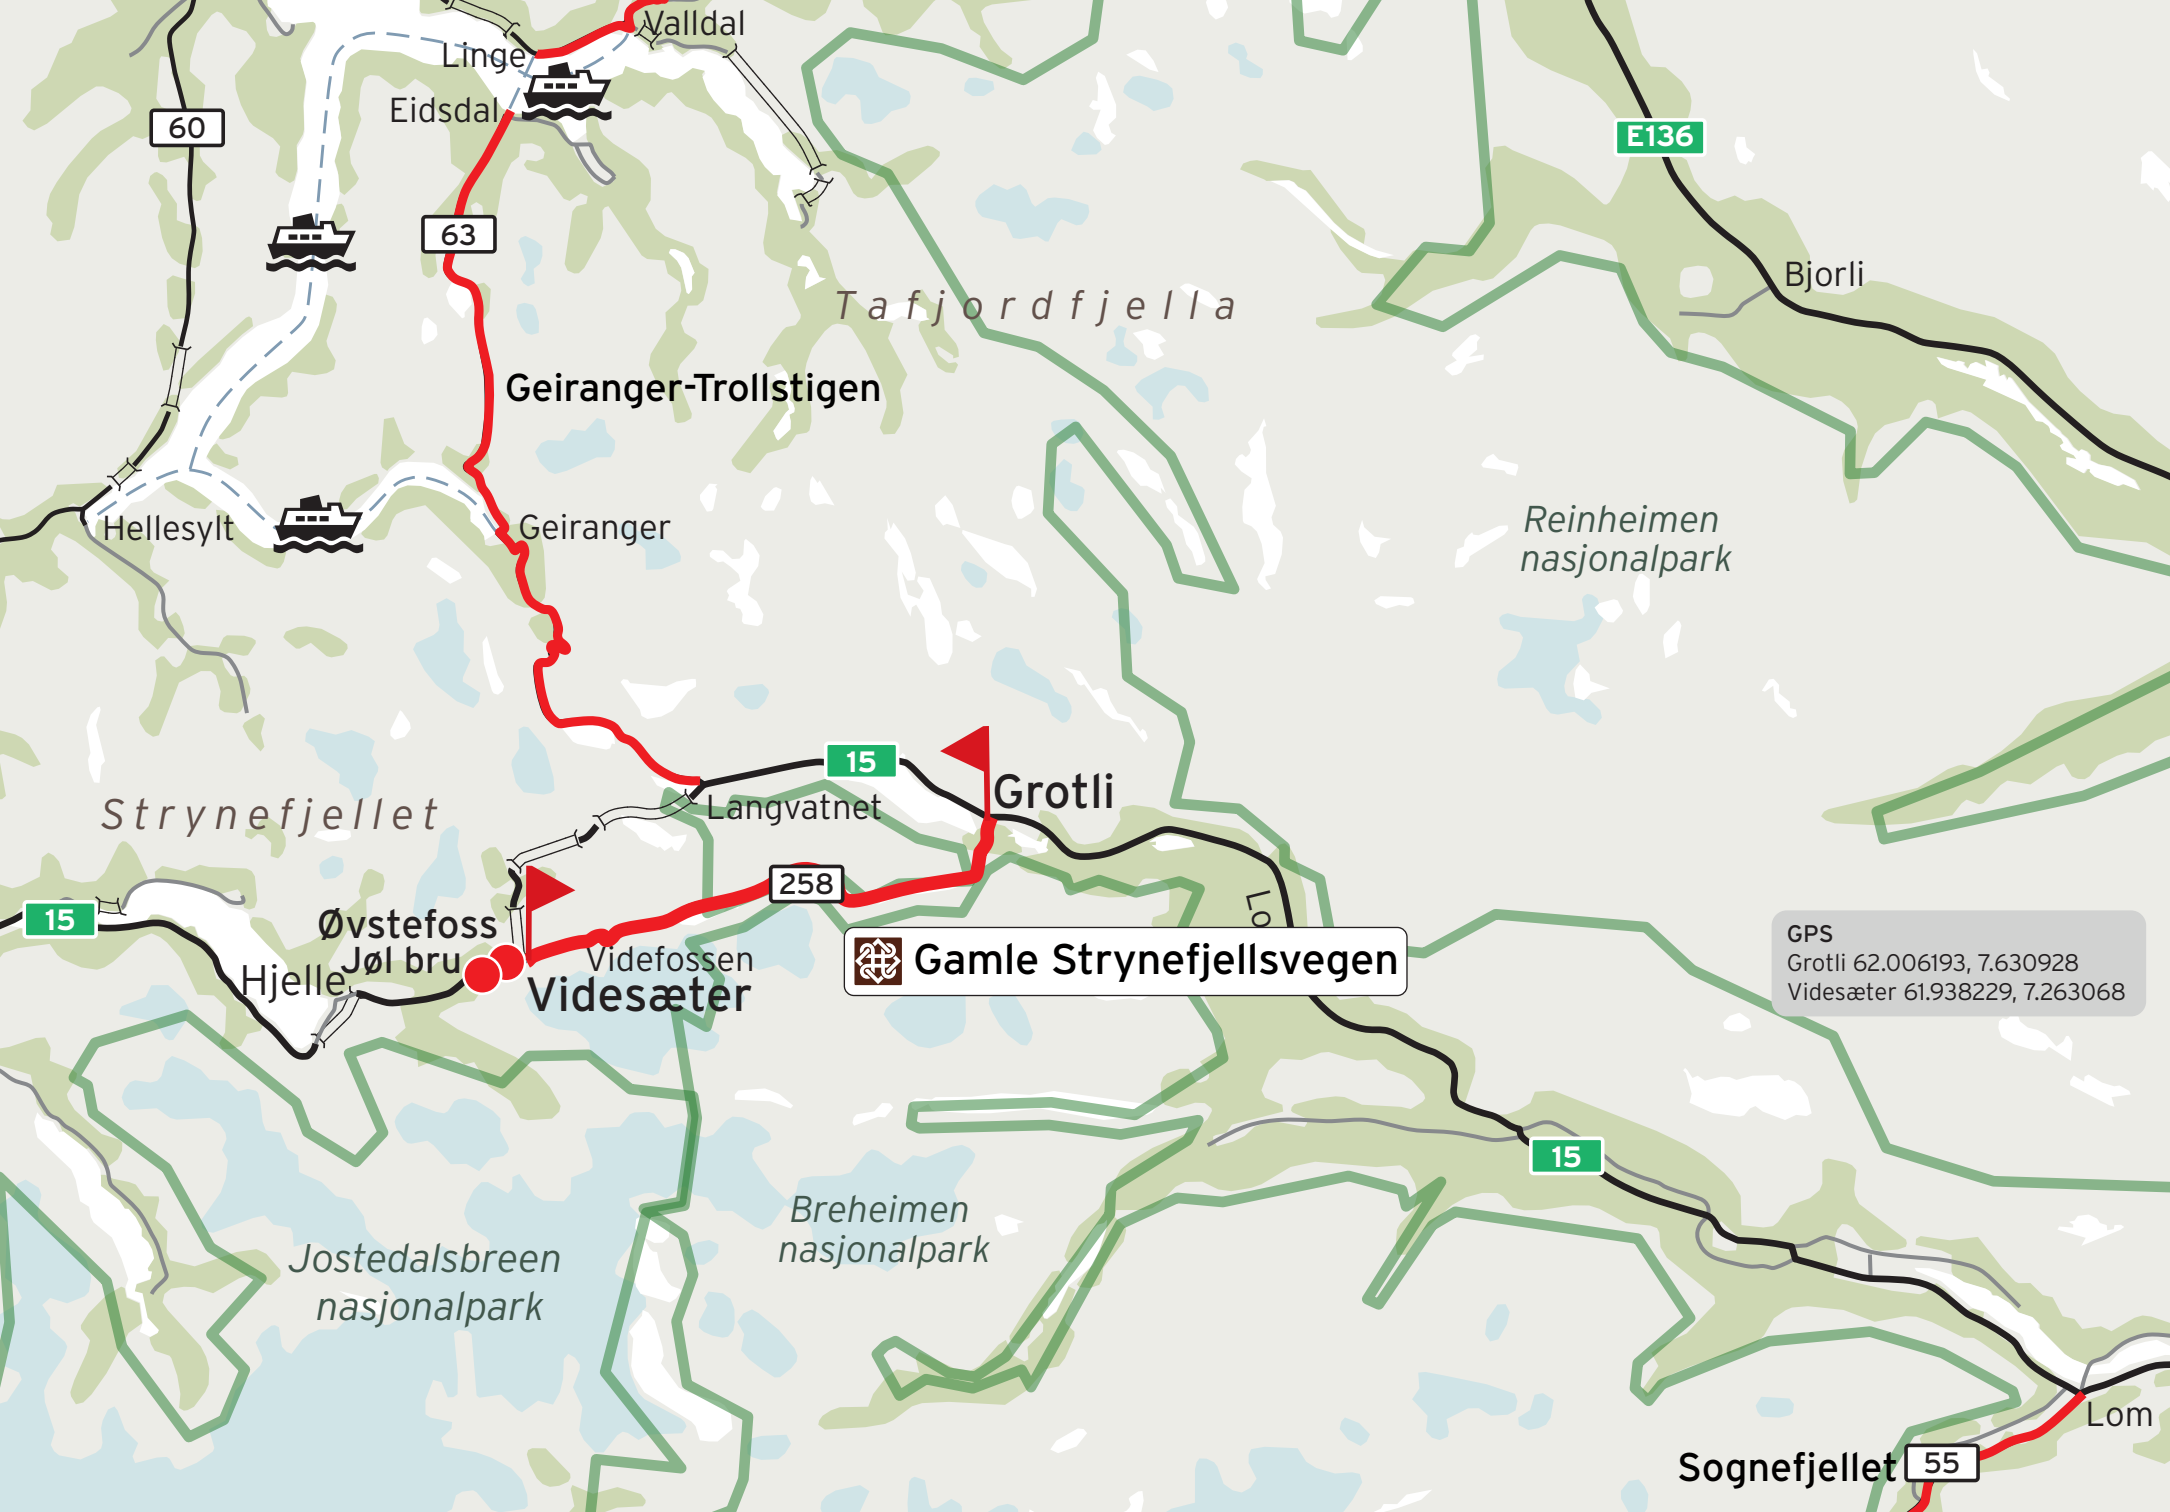 Valldal
Linge
Eidsdal
60
E136
63
Bjorli
Tafjordfjella
Geiranger-Trollstigen
Hellesylt
Geiranger
Reinheimen
nasjonalpark
15
Grotli
Langvatnet
Strynefjellet
258
15
Øvstefoss
Jøl bru
Hjelle
Videfossen
Videsæter
Lo
Gamle Strynefjellsvegen
GPS
Grotli 62.006193, 7.630928
Videsæter 61.938229, 7.263068
15
Breheimen
nasjonalpark
Jostedalsbreen
nasjonalpark
Lom
Sognefjellet
55